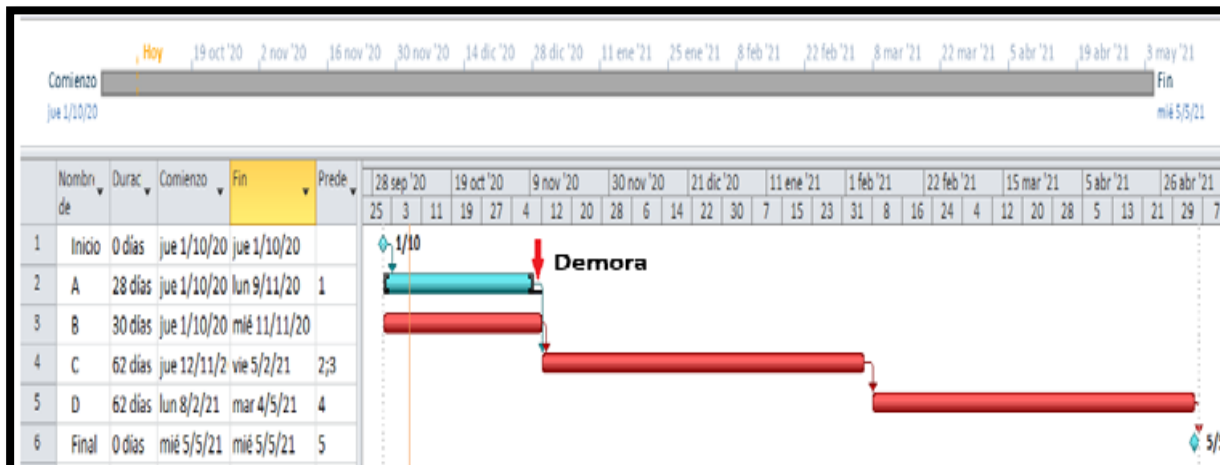 Hoy 19 oct '20 2 nov '20 16 nov '20 30 nov '20 14 dic '20 28 dic '20 11 ene '21 25 ene '21 8 feb '21 22 feb '21 8 mar '21 22 mar '21 5 abr '21 19 abr '21 3 may '21
Comienzo Fin
jue 1/10/20 mié 5/5/21
Nombre Durac Comienzo Fin Prede 28 sep '20 19 oct '20 9 nov '20 30 nov '20 21 dic '20 11 ene '21 1 feb '21 22 feb '21 15 mar '21 5 abr '21 26 abr '21
de 25 3 11 19 27 4 12 20 28 6 14 22 30 7 15 23 31 8 16 24 4 12 20 28 5 13 21 29 7
1 Inicio 0 días jue 1/10/20 jue 1/10/20 1/10
Demora
2 A 28 días jue 1/10/20 lun 9/11/20 1
3 B 30 días jue 1/10/20 mié 11/11/20
4 C 62 días jue 12/11/2 vie 5/2/21 2;3
5 D 62 días lun 8/2/21 mar 4/5/21 4
6 Final 0 días mié 5/5/21 mié 5/5/21 5 5/